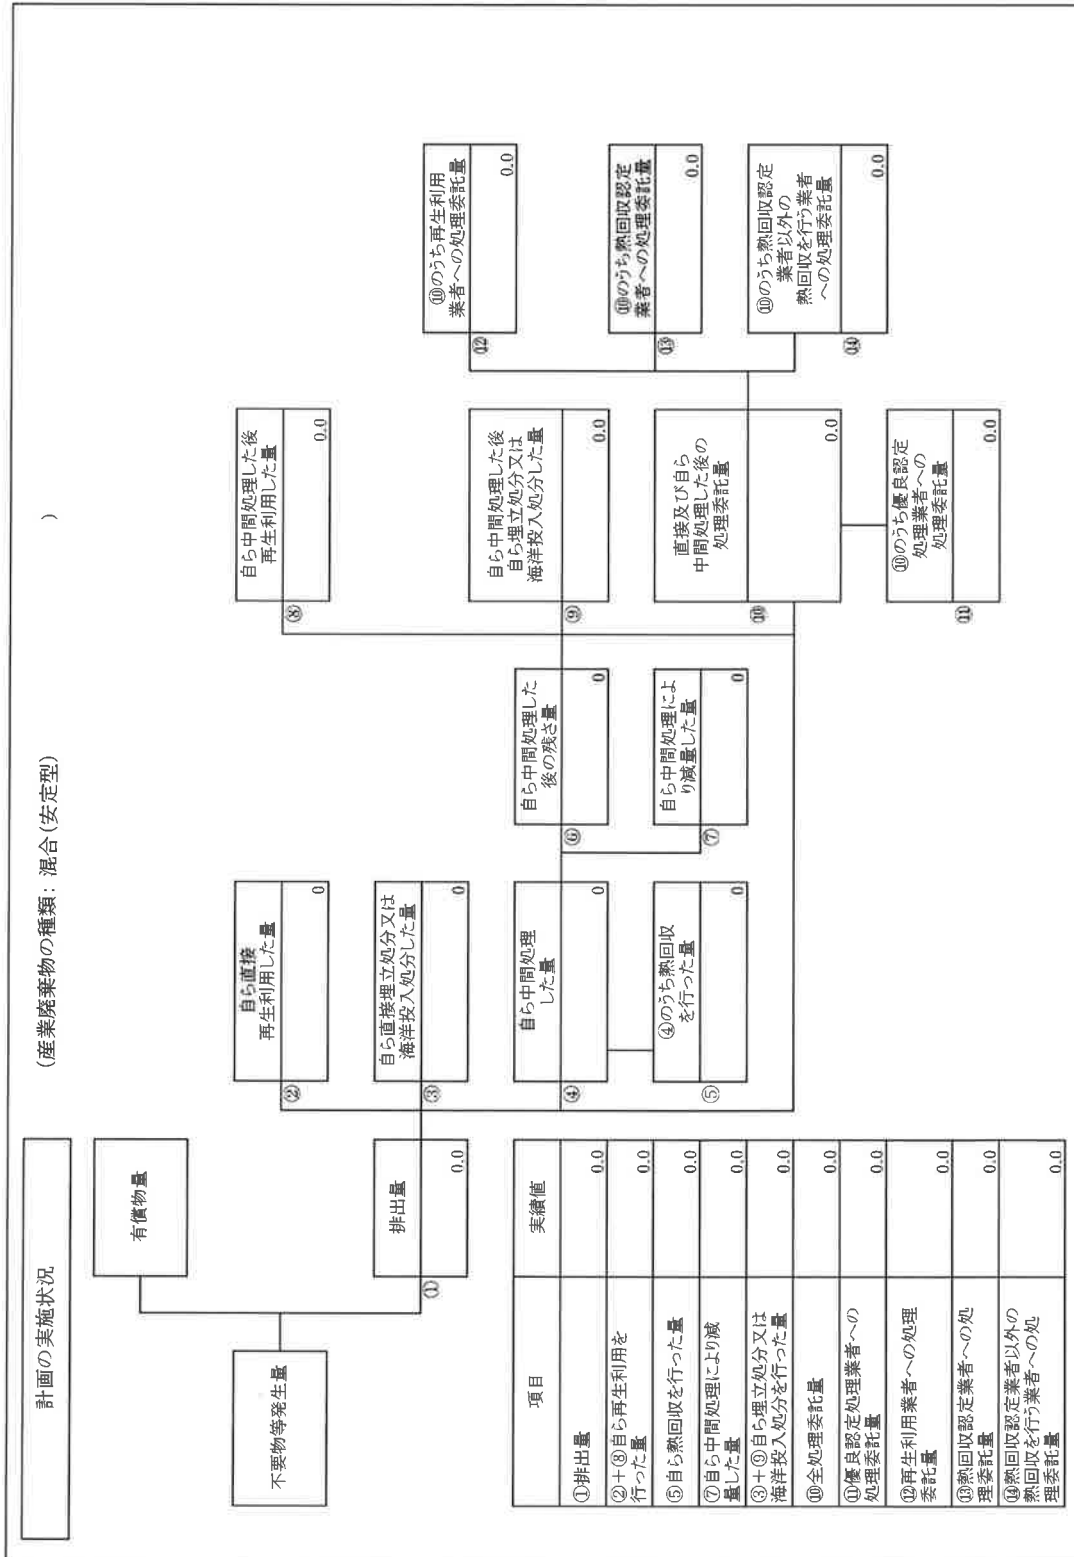 計画の実施状況
(産業廃棄物の種類: 混合(安定型)
)
不要物等発生量
有償物量
①
排出量
0.0
②
自ら直接
再生利用した量
0
③
自ら直接埋立処分又は
海洋投入処分した量
0
④
自ら中間処理
した量
0
⑤
④のうち熱回収
を行った量
0
⑥
自ら中間処理した
後の残さ量
0
⑦
自ら中間処理によ
り減量した量
0
⑧
自ら中間処理した後
再生利用した量
0.0
⑨
自ら中間処理した後
自ら埋立処分又は
海洋投入処分した量
0.0
⑩
直接及び自ら
中間処理した後の
処理委託量
0.0
⑪
⑩のうち優良認定
処理業者への
処理委託量
0.0
⑫
⑩のうち再生利用
業者への処理委託量
0.0
⑬
⑩のうち熱回収認定
業者への処理委託量
0.0
⑭
⑩のうち熱回収認定
業者以外の
熱回収を行う業者
への処理委託量
0.0
項目
実績値
①排出量
0.0
②+⑧自ら再生利用を
行った量
0.0
⑤自ら熱回収を行った量
0.0
⑦自ら中間処理により減
量した量
0.0
③+⑨自ら埋立処分又は
海洋投入処分を行った量
0.0
⑩全処理委託量
0.0
⑪優良認定処理業者への
処理委託量
0.0
⑫再生利用業者への処理
委託量
0.0
⑬熱回収認定業者への処
理委託量
0.0
⑭熱回収認定業者以外の
熱回収を行う業者への処
理委託量
0.0